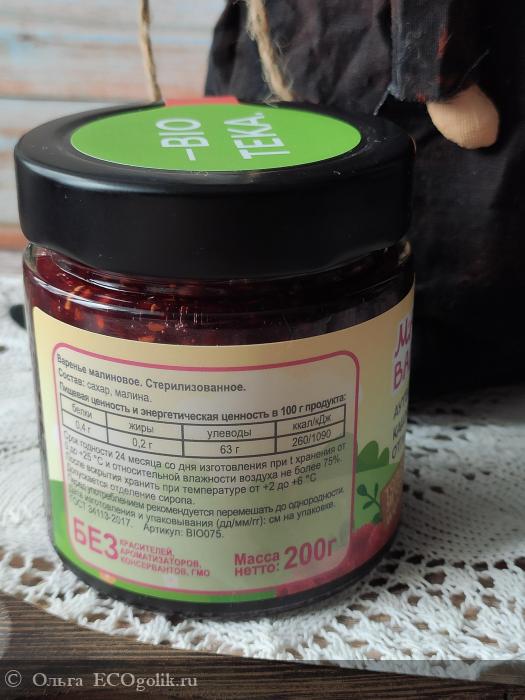 –BIO
TEKA.
Варенье малиновое. Стерилизованное.
Состав: сахар, малина.
Пищевая ценность и энергетическая ценность в 100 г продукта:
белки жиры улеводы ккал/кДж
0,4 г 0,2 г 63 г 260/1090
Срок годности 24 месяца со дня изготовления при t хранения от
до +25 °C и относительной влажности воздуха не более 75%.
После вскрытия хранить при температуре от +2 до +6 °C
Допускается отделение сиропа.
Перед употреблением рекомендуется перемешать до однородности.
Дата изготовления и упаковывания (дд/мм/гг): см на упаковке.
ГОСТ 34113-2017. Артикул: BIO075.
БЕЗ КРАСИТЕЛЕЙ,
АРОМАТИЗАТОРОВ,
КОНСЕРВАНТОВ, ГМО
Масса
нетто: 200г
© Ольга ECOgolik.ru